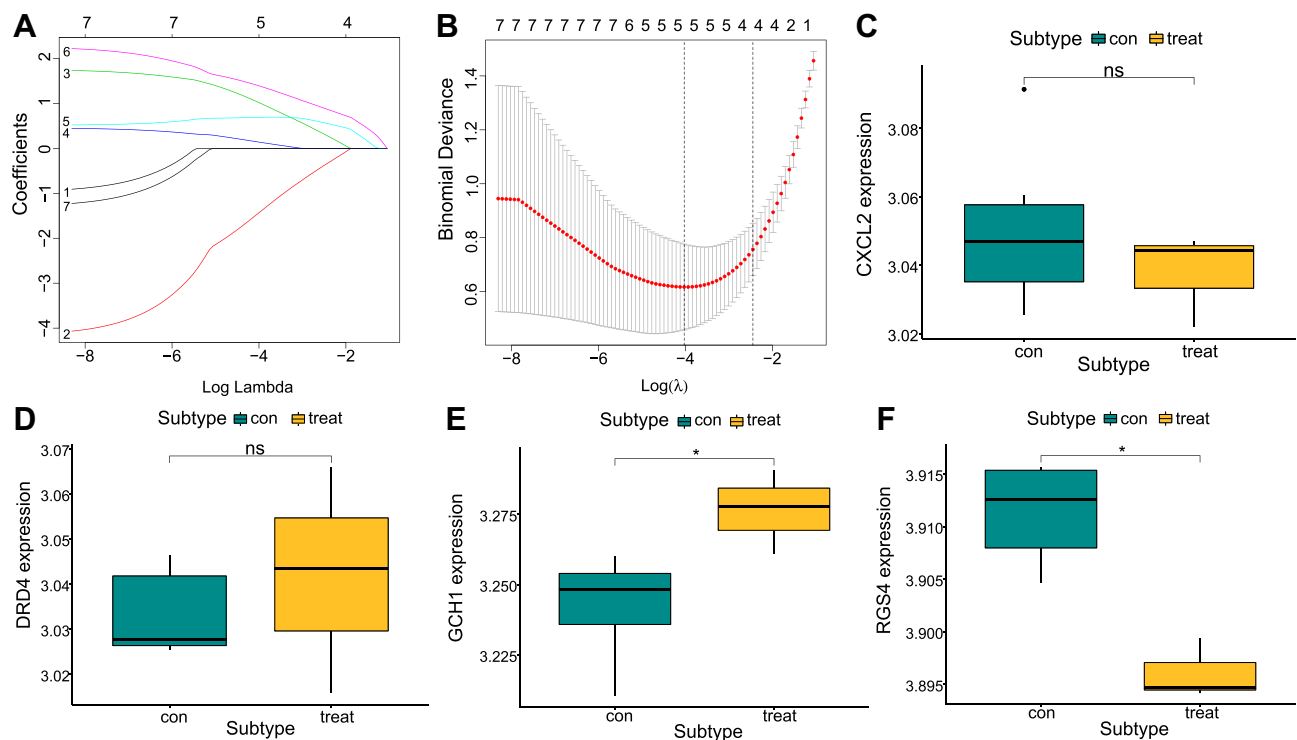 A
7 7 5 4
Coefficients
2
1
0
−1
−2
−3
−4
6
3
5
4
1
7
2
−8 −6 −4 −2
Log Lambda
B
7 7 7 7 7 7 7 6 5 5 5 5 4 4 4 2 1
Binomial Deviance
1.4
1.2
1.0
0.8
0.6
−8 −6 −4 −2
Log(λ)
C
Subtype con treat
ns
CXCL2 expression
3.08
3.06
3.04
3.02
con treat
Subtype
D
Subtype con treat
ns
DRD4 expression
3.07
3.06
3.05
3.04
3.03
3.02
con treat
Subtype
E
Subtype con treat
*
GCH1 expression
3.275
3.250
3.225
con treat
Subtype
F
Subtype con treat
*
RGS4 expression
3.915
3.910
3.905
3.900
3.895
con treat
Subtype